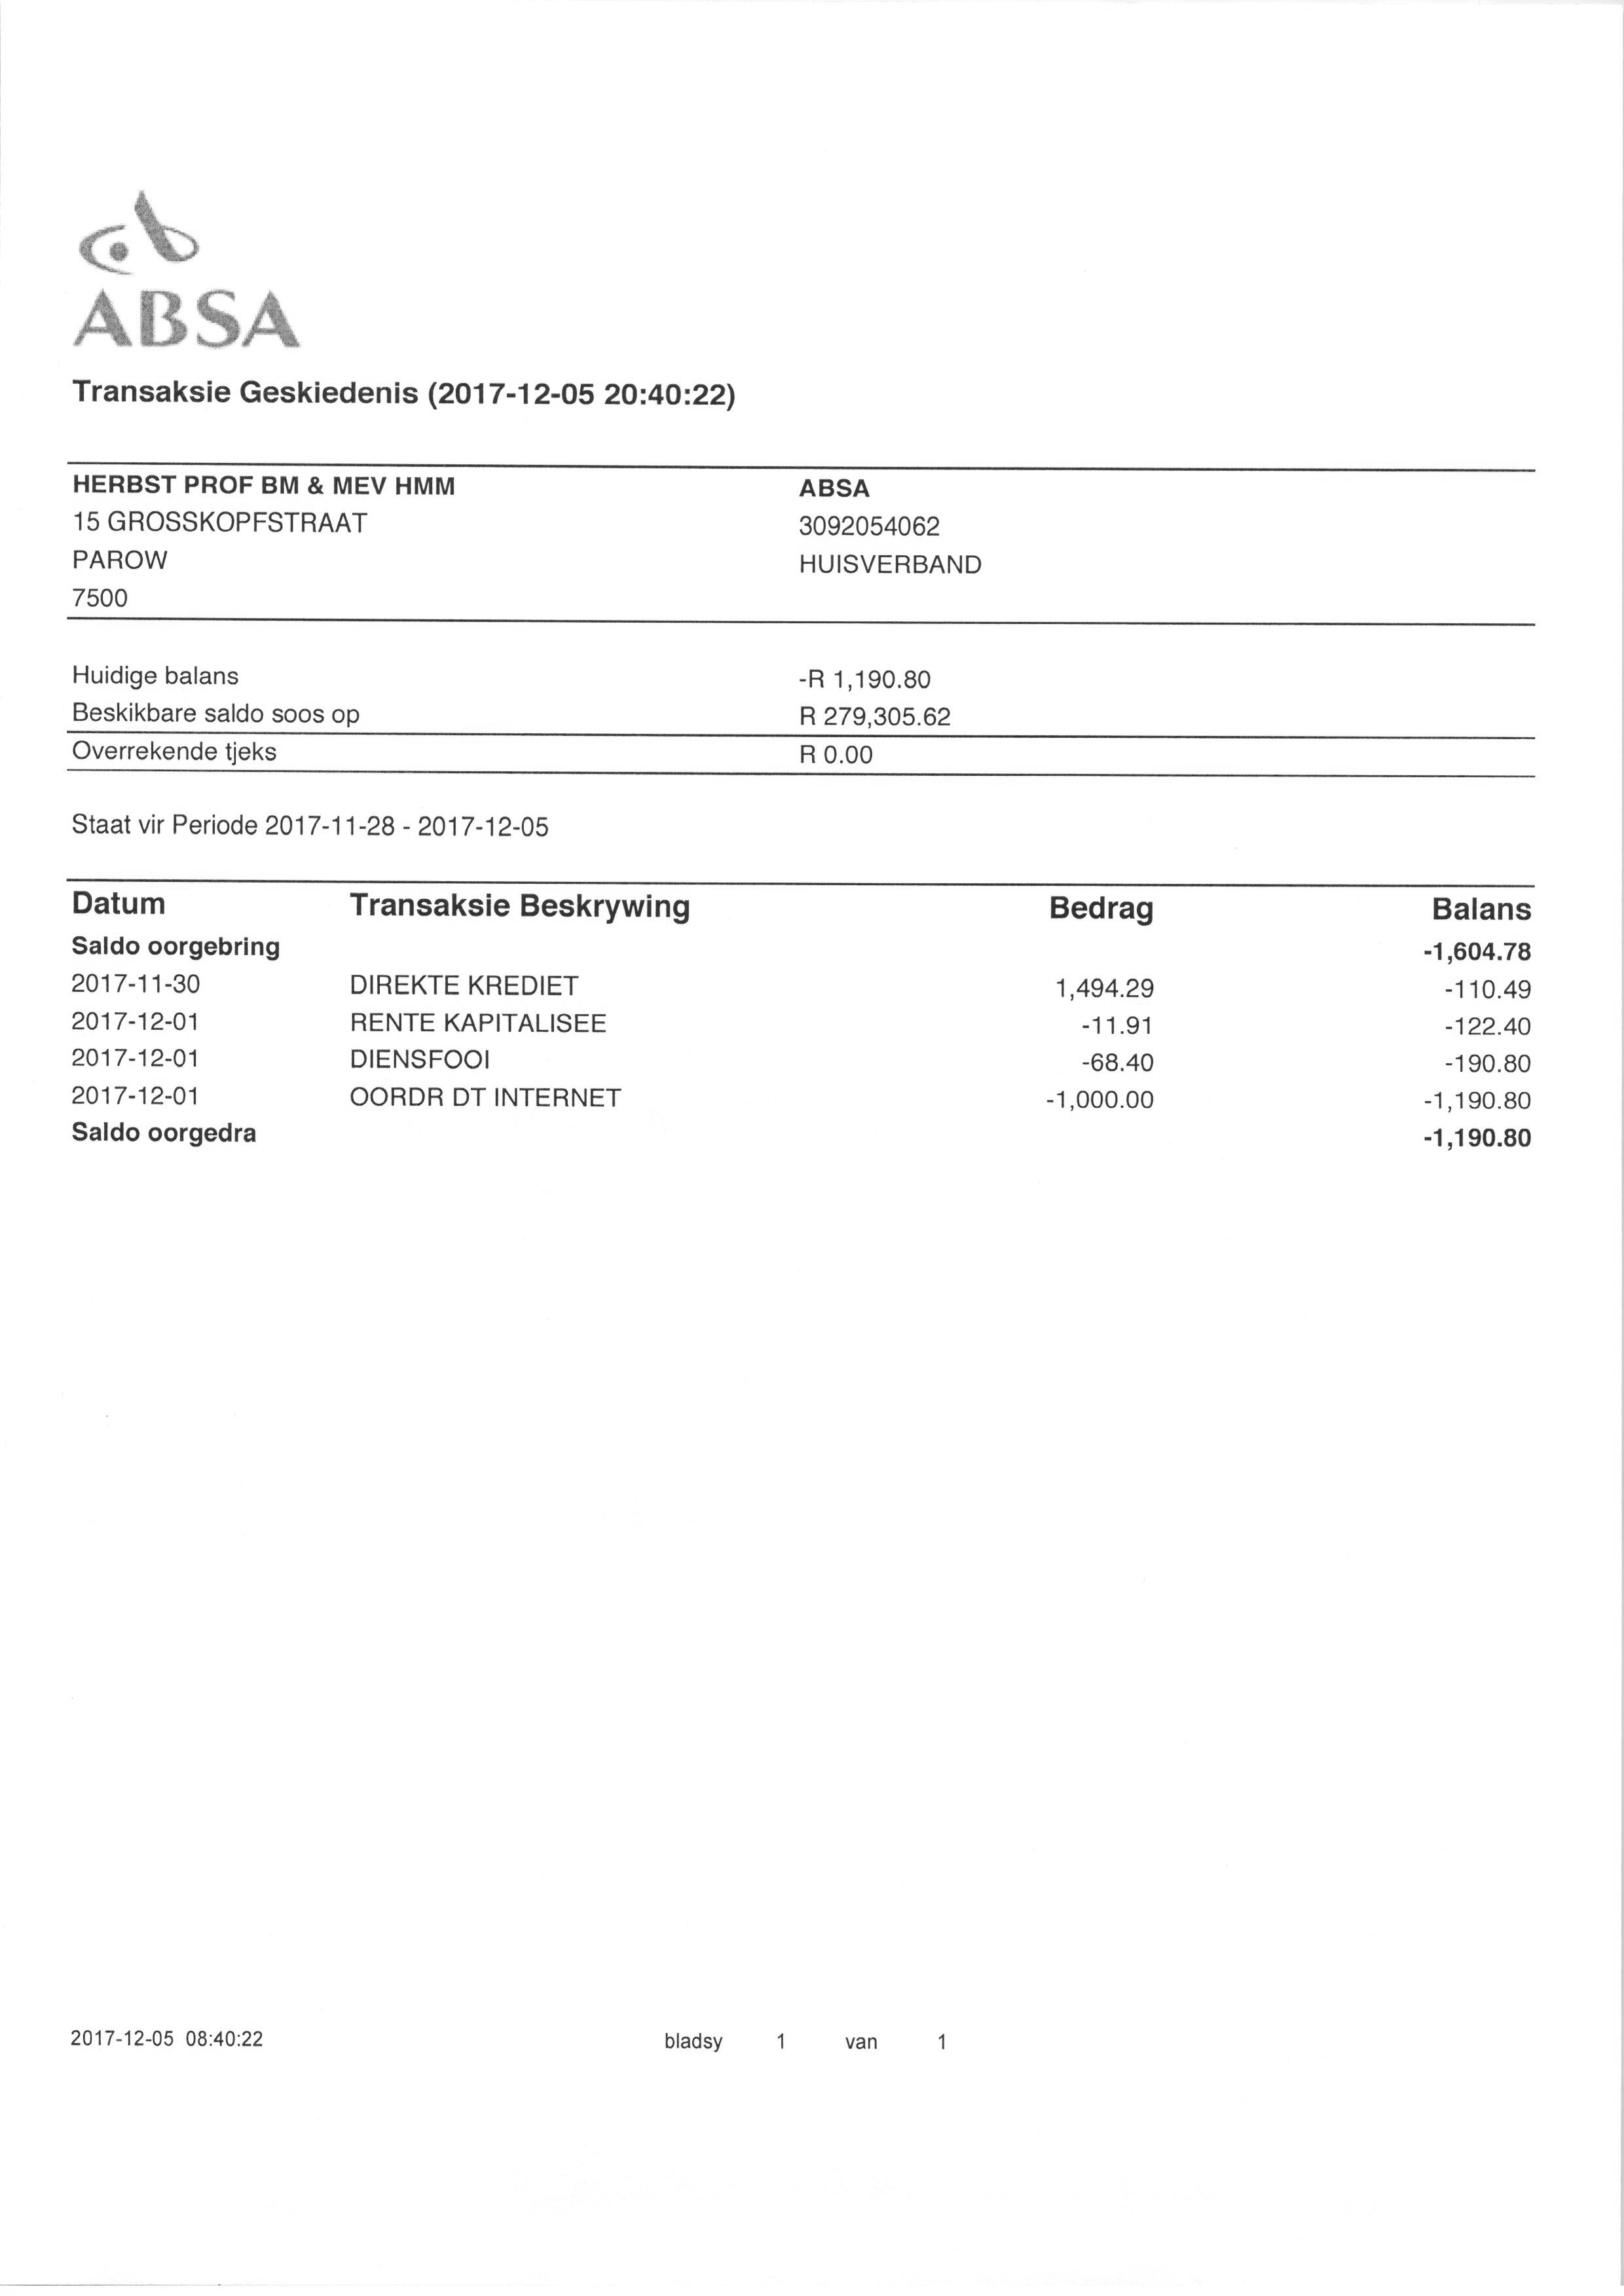 ABSA
Transaksie Geskiedenis (2017-12-05 20:40:22)
HERBST PROF BM & MEV HMM ABSA
15 GROSSKOPFSTRAAT 3092054062
PAROW HUISVERBAND
7500
Huidige balans -R 1,190.80
Beskikbare saldo soos op R 279,305.62
Overrekende tjeks R 0.00
Staat vir Periode 2017-11-28 - 2017-12-05
Datum Transaksie Beskrywing Bedrag Balans
Saldo oorgebring -1,604.78
2017-11-30 DIREKTE KREDIET 1,494.29 -110.49
2017-12-01 RENTE KAPITALISEE -11.91 -122.40
2017-12-01 DIENSFOOI -68.40 -190.80
2017-12-01 OORDR DT INTERNET -1,000.00 -1,190.80
Saldo oorgedra -1,190.80
2017-12-05 08:40:22 bladsy 1 van 1